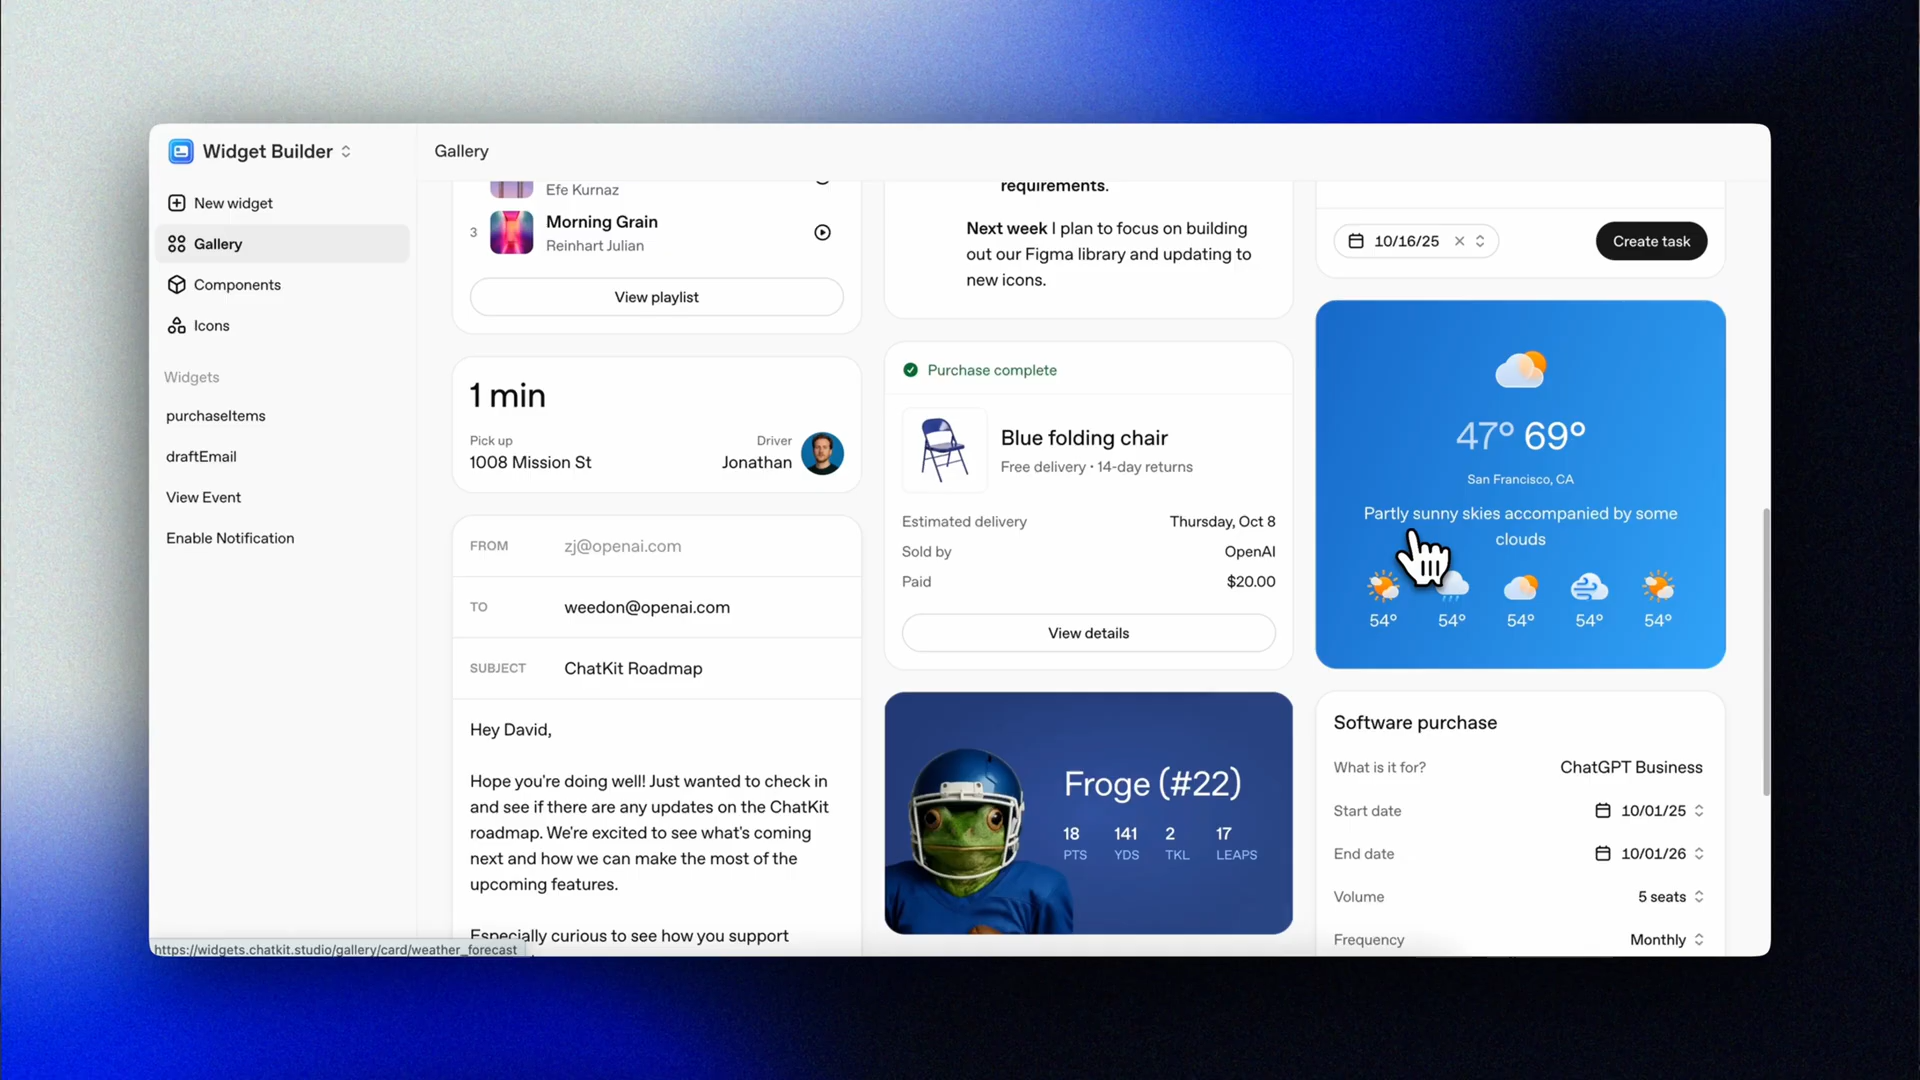 Widget Builder
Gallery
New widget
Gallery
Components
Icons
Widgets
purchaseItems
draftEmail
View Event
Enable Notification
Efe Kurnaz
3
Morning Grain
Reinhart Julian
View playlist
1 min
Pick up
1008 Mission St
Driver
Jonathan
FROM
zj@openai.com
TO
weedon@openai.com
SUBJECT
ChatKit Roadmap
Hey David,
Hope you're doing well! Just wanted to check in
and see if there are any updates on the ChatKit
roadmap. We're excited to see what's coming
next and how we can make the most of the
upcoming features.
Especially curious to see how you support
requirements.
Next week I plan to focus on building
out our Figma library and updating to
new icons.
Purchase complete
Blue folding chair
Free delivery • 14-day returns
Estimated delivery
Thursday, Oct 8
Sold by
OpenAI
Paid
$20.00
View details
Froge (#22)
18 141 2 17
PTS YDS TKL LEAPS
10/16/25
Create task
47° 69°
San Francisco, CA
Partly sunny skies accompanied by some
clouds
54° 54° 54° 54° 54°
Software purchase
What is it for?
ChatGPT Business
Start date
10/01/25
End date
10/01/26
Volume
5 seats
Frequency
Monthly
https://widgets.chatkit.studio/gallery/card/weather_forecast